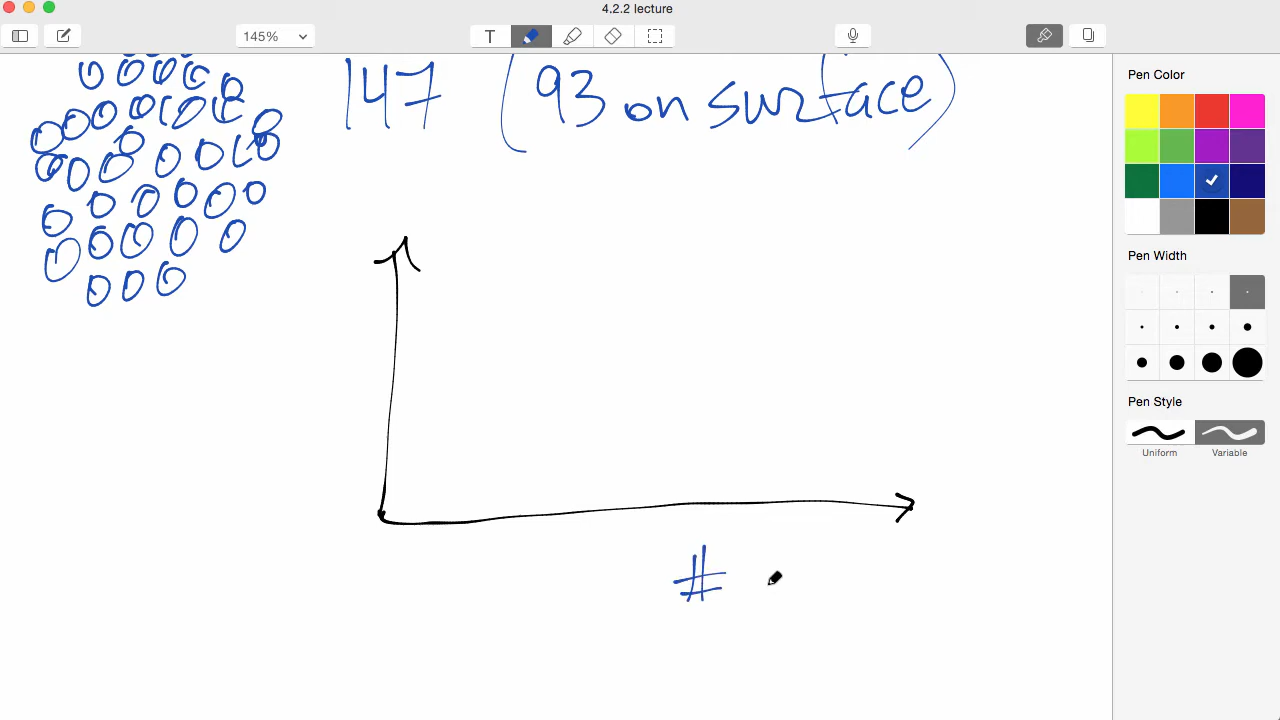 4.2.2 lecture
145%
T
147 (93 on surface)
#
Pen Color
Pen Width
Pen Style
Uniform
Variable